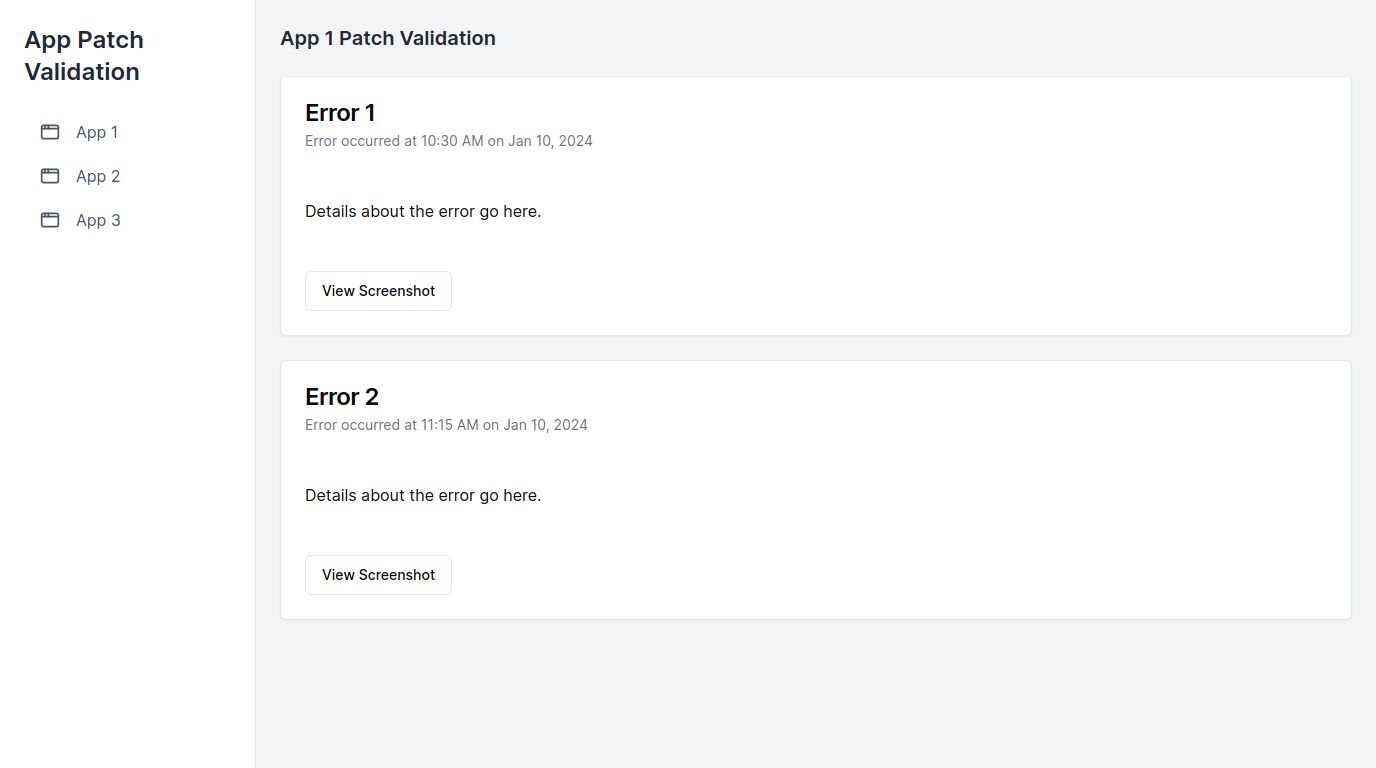 App Patch
Validation
App 1
App 2
App 3
App 1 Patch Validation
Error 1
Error occurred at 10:30 AM on Jan 10, 2024
Details about the error go here.
View Screenshot
Error 2
Error occurred at 11:15 AM on Jan 10, 2024
Details about the error go here.
View Screenshot